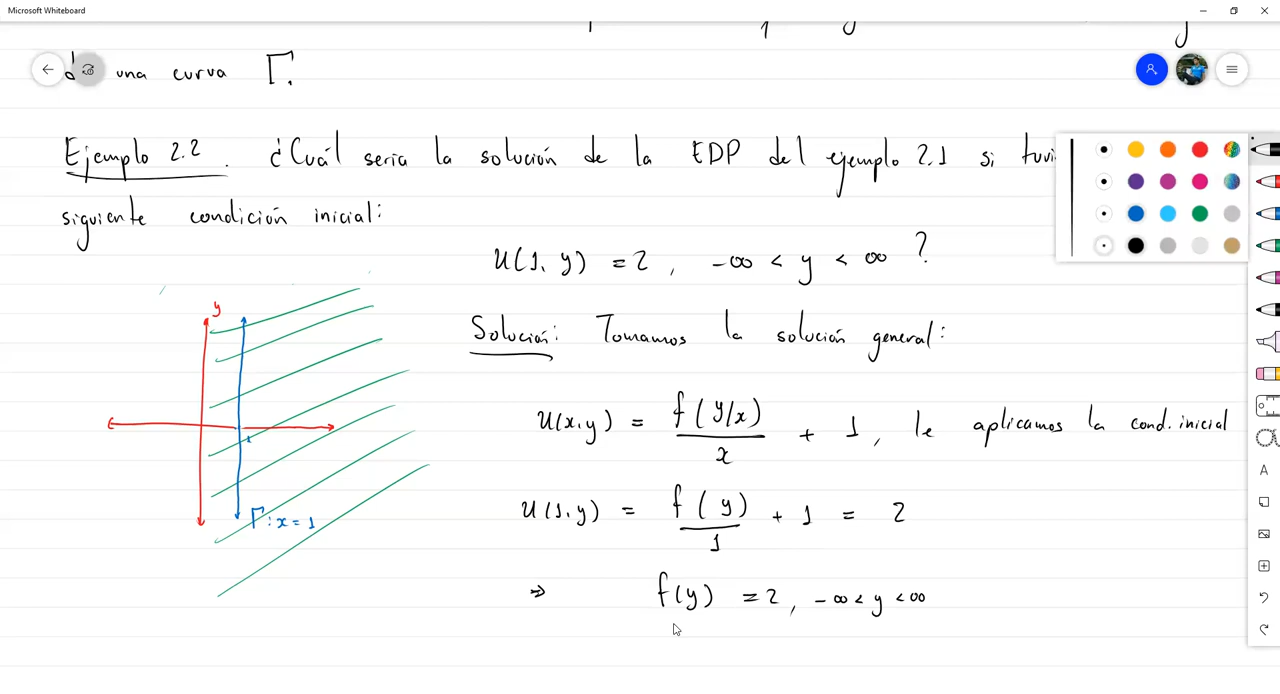 Microsoft Whiteboard
una curva Γ.
Ejemplo 2.2. ¿Cuál seria la solución de la EDP del ejemplo 2.1 si
siguiente condición inicial:
u(1,y) = 2, -∞ < y < ∞ ?
y
Solución: Tomamos la solución general:
u(x,y) = f(y/x)/x + 1, le aplicamos la cond. inicial
1
Γ: x = 1
u(1,y) = f(y)/1 + 1 = 2
⇒ f(y) = 2, -∞ < y < ∞
A